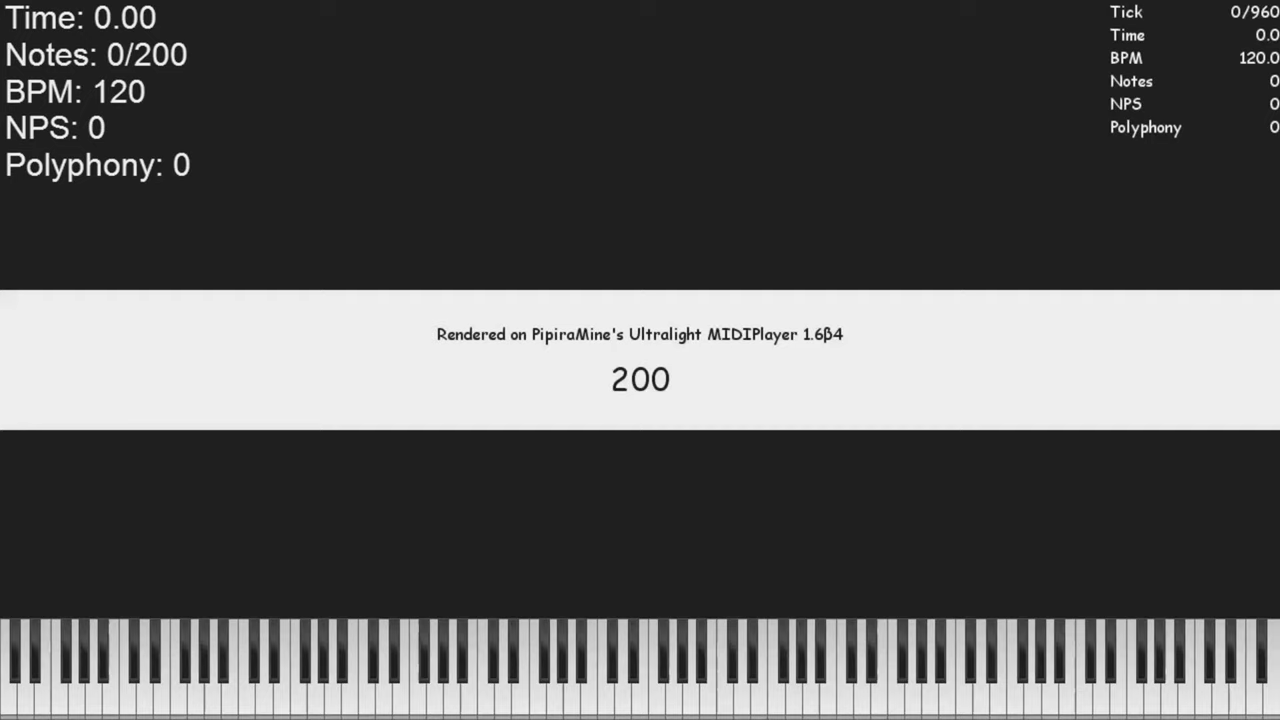 Time: 0.00
Notes: 0/200
BPM: 120
NPS: 0
Polyphony: 0
Tick 0/960
Time 0.0
BPM 120.0
Notes 0
NPS 0
Polyphony 0
Rendered on PipiraMine's Ultralight MIDIPlayer 1.6β4
200